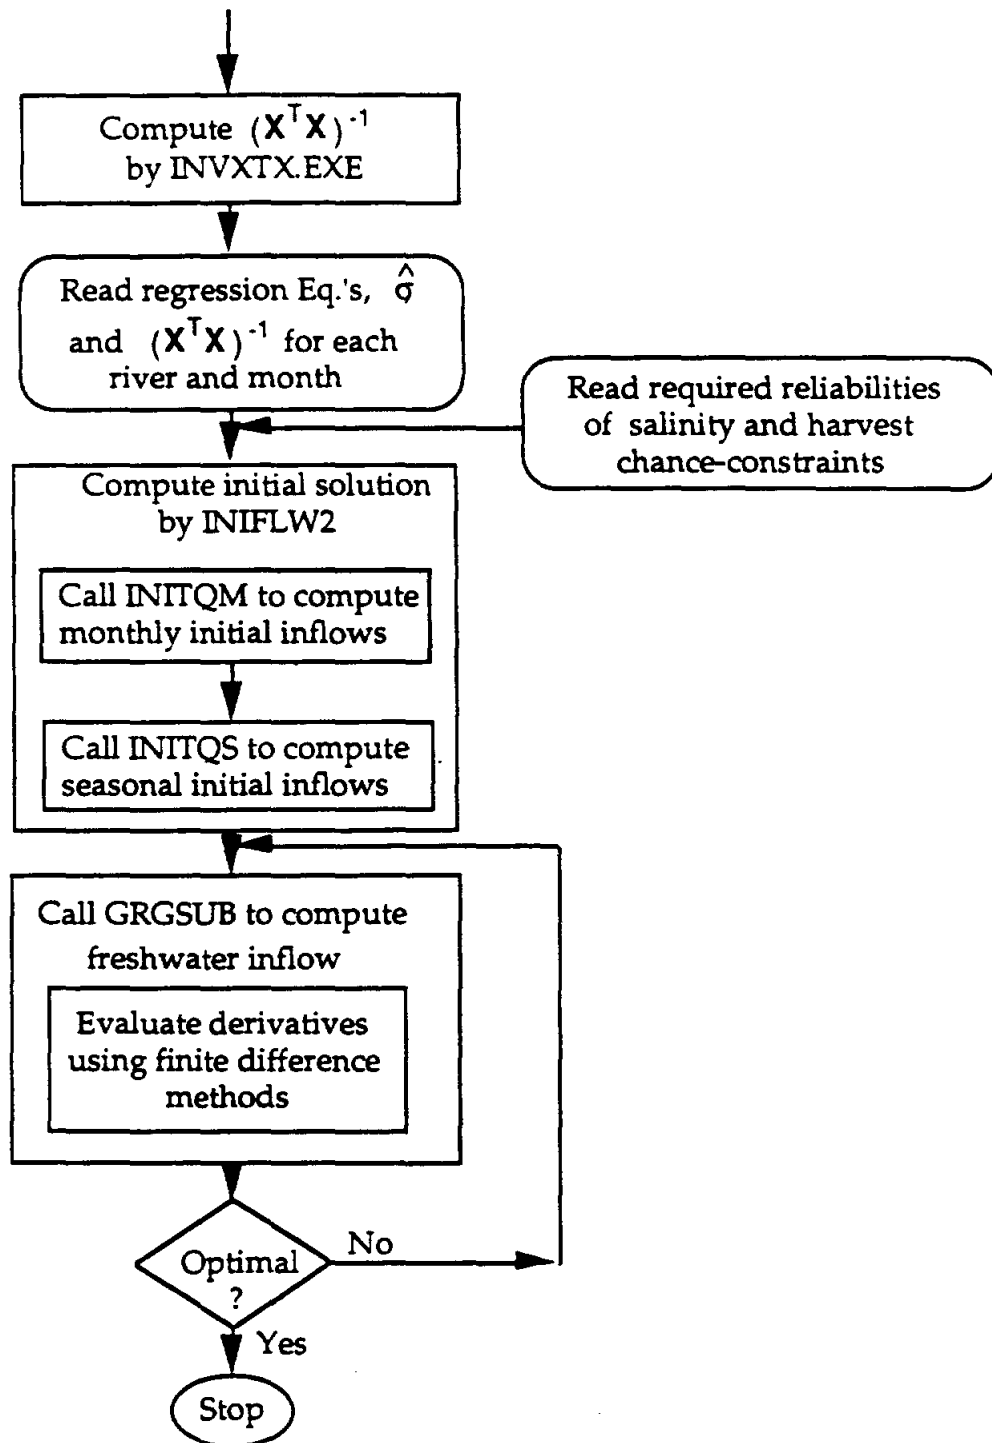 Compute (X^T X)^-1
by INVXTX.EXE
Read regression Eq.'s, σ̂
and (X^T X)^-1 for each
river and month
Read required reliabilities
of salinity and harvest
chance-constraints
Compute initial solution
by INIFLW2
Call INITQM to compute
monthly initial inflows
Call INITQS to compute
seasonal initial inflows
Call GRGSUB to compute
freshwater inflow
Evaluate derivatives
using finite difference
methods
Optimal
?
No
Yes
Stop